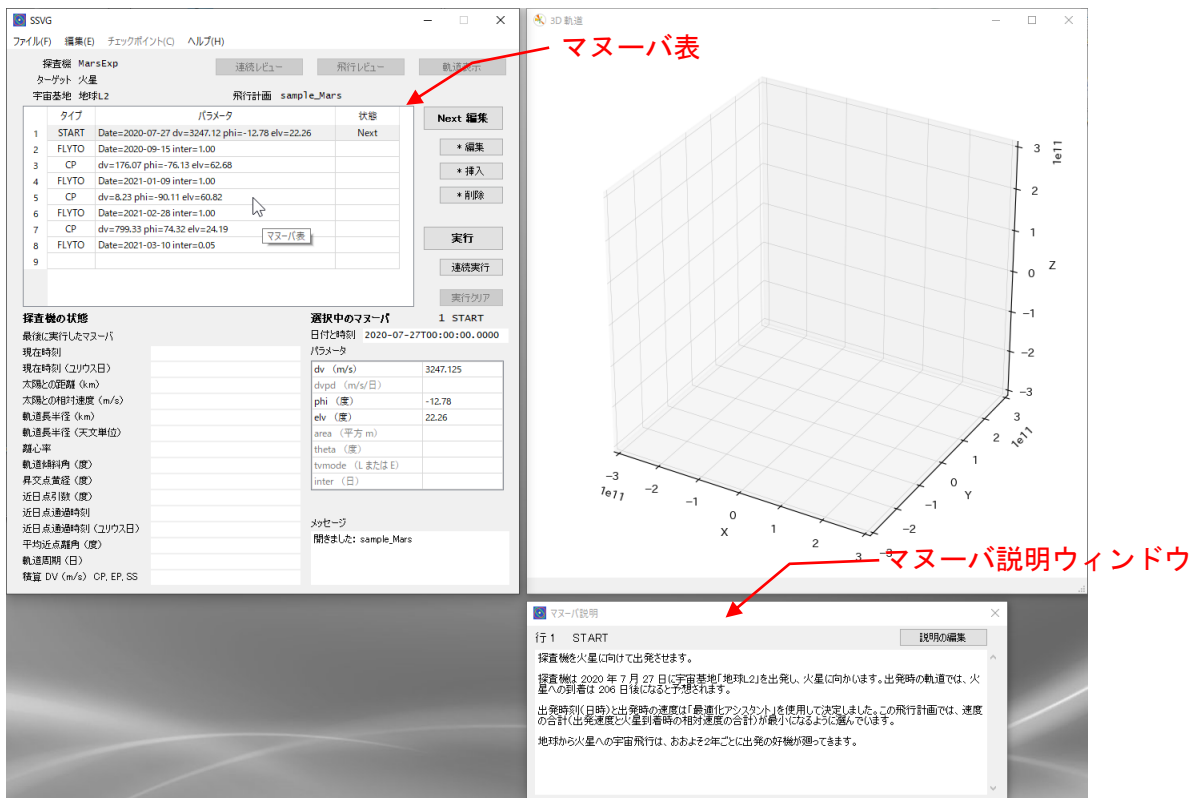 SSVG
ファイル(F) 編集(E) チェックポイント(C) ヘルプ(H)
探査機 MarsExp
ターゲット 火星
宇宙基地 地球L2
連続レビュー 飛行レビュー 軌道表示
飛行計画 sample_Mars
マヌーバ表
タイプ パラメータ 状態
1 START Date=2020-07-27 dv=3247.12 phi=-12.78 elv=22.26 Next
2 FLYTO Date=2020-09-15 inter=1.00
3 CP dv=176.07 phi=-76.13 elv=62.68
4 FLYTO Date=2021-01-09 inter=1.00
5 CP dv=8.23 phi=-90.11 elv=60.82
6 FLYTO Date=2021-02-28 inter=1.00
7 CP dv=799.33 phi=74.32 elv=24.19
8 FLYTO Date=2021-03-10 inter=0.05
9
マヌーバ表
Next 編集
* 編集
* 挿入
* 削除
実行
連続実行
実行クリア
探査機の状態
最後に実行したマヌーバ
現在時刻
現在時刻 (ユリウス日)
太陽との距離 (km)
太陽との相対速度 (m/s)
軌道長半径 (km)
軌道長半径 (天文単位)
離心率
軌道傾斜角 (度)
昇交点黄経 (度)
近日点引数 (度)
近日点通過時刻
近日点通過時刻 (ユリウス日)
平均近点離角 (度)
軌道周期 (日)
積算 DV (m/s) CP, EP, SS
選択中のマヌーバ 1 START
日付と時刻 2020-07-27T00:00:00.0000
パラメータ
dv (m/s) 3247.125
dvpd (m/s/日)
phi (度) -12.78
elv (度) 22.26
area (平方 m)
theta (度)
tvmode (L または E)
inter (日)
メッセージ
開きました: sample_Mars
3D 軌道
1e11
3
2
1
0
−1
−2
−3
Z
3
2
1
0
−1
−2
−3
1e11
Y
−3
−2
−1
0
1
2
3
1e11
X
マヌーバ説明ウィンドウ
マヌーバ説明
行 1 START
説明の編集
探査機を火星に向けて出発させます。
探査機は 2020 年 7 月 27 日に宇宙基地「地球L2」を出発し、火星に向かいます。出発時の軌道では、火
星への到着は 206 日後になると予想されます。
出発時刻(日時)と出発時の速度は「最適化アシスタント」を使用して決定しました。この飛行計画では、速度
の合計(出発速度と火星到着時の相対速度の合計)が最小になるように選んでいます。
地球から火星への宇宙飛行は、おおよそ2年ごとに出発の好機が廻ってきます。